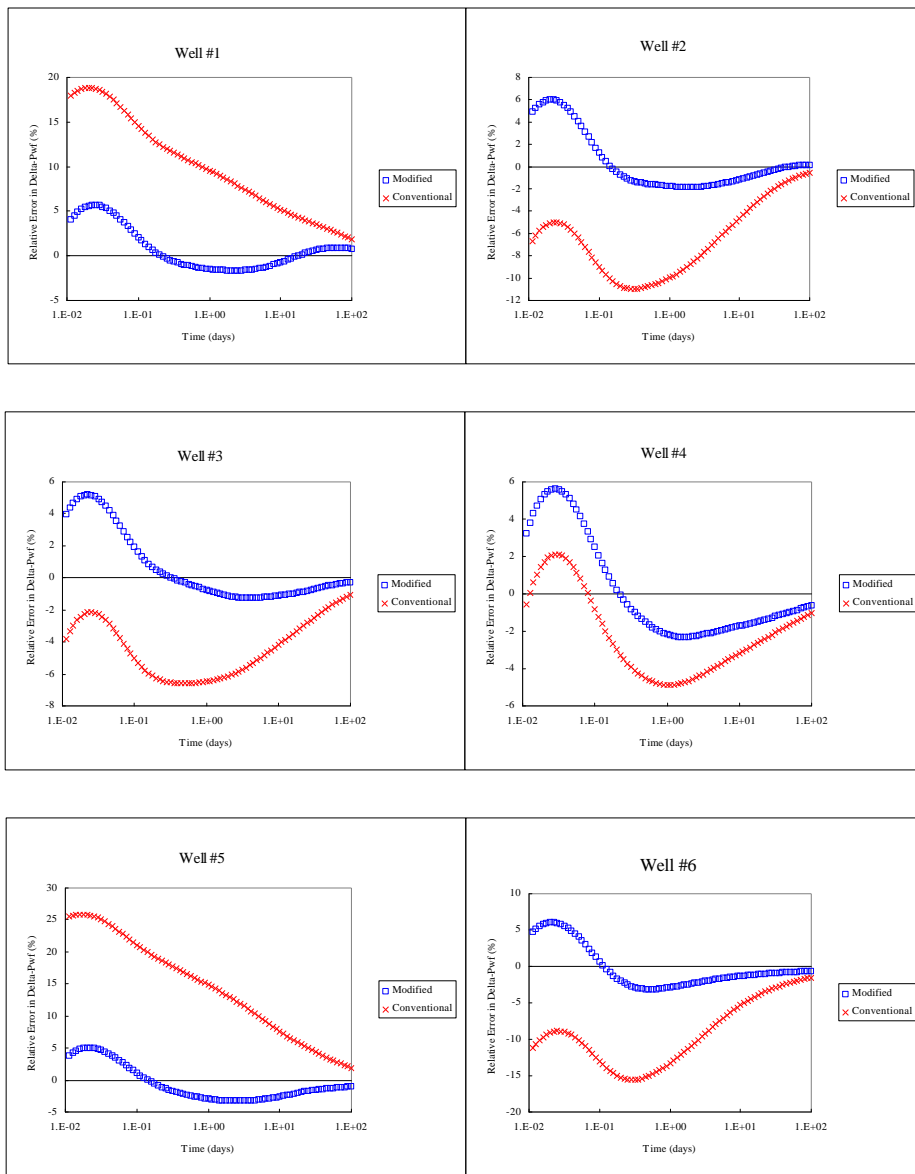 Well #1
Relative Error in Delta-Pwf (%)
20
15
10
5
0
-5
1.E-02 1.E-01 1.E+00 1.E+01 1.E+02
Time (days)
Modified
Conventional
Well #2
Relative Error in Delta-Pwf (%)
8
6
4
2
0
-2
-4
-6
-8
-10
-12
1.E-02 1.E-01 1.E+00 1.E+01 1.E+02
Time (days)
Modified
Conventional
Well #3
Relative Error in Delta-Pwf (%)
6
4
2
0
-2
-4
-6
-8
1.E-02 1.E-01 1.E+00 1.E+01 1.E+02
Time (days)
Modified
Conventional
Well #4
Relative Error in Delta-Pwf (%)
6
4
2
0
-2
-4
-6
1.E-02 1.E-01 1.E+00 1.E+01 1.E+02
Time (days)
Modified
Conventional
Well #5
Relative Error in Delta-Pwf (%)
30
25
20
15
10
5
0
-5
1.E-02 1.E-01 1.E+00 1.E+01 1.E+02
Time (days)
Modified
Conventional
Well #6
Relative Error in Delta-Pwf (%)
10
5
0
-5
-10
-15
-20
1.E-02 1.E-01 1.E+00 1.E+01 1.E+02
Time (days)
Modified
Conventional